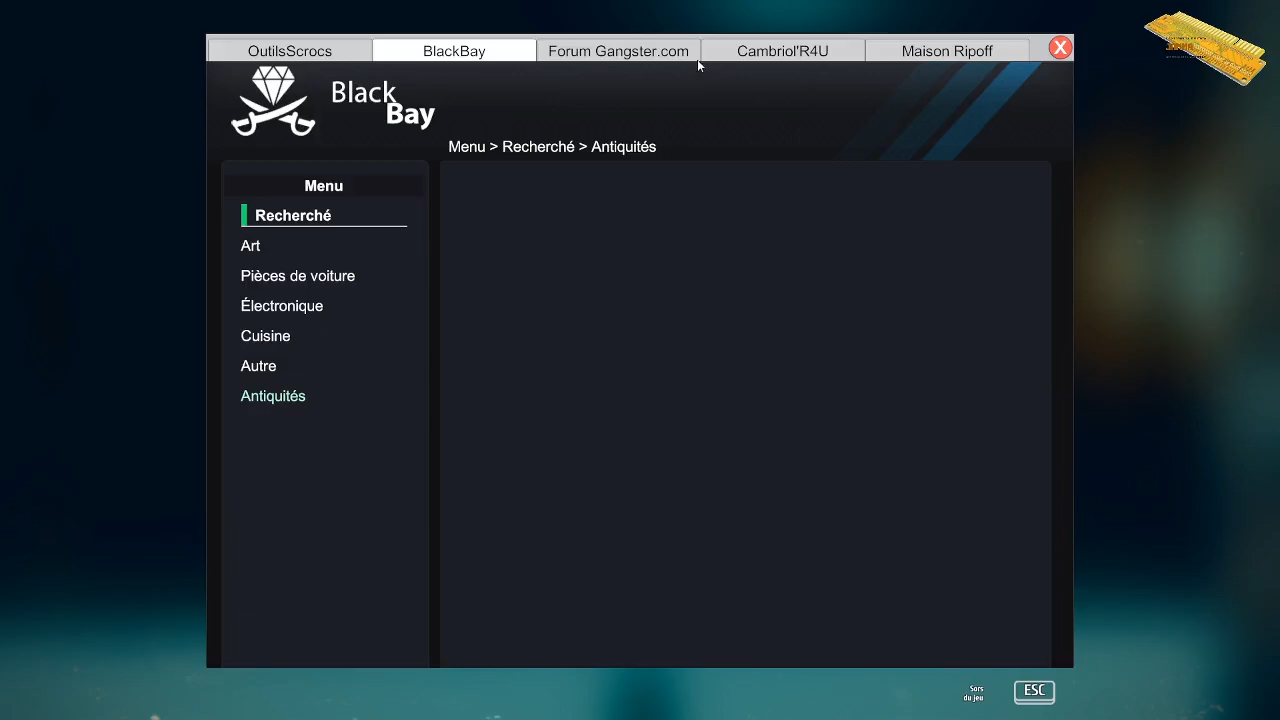 OutilsScrocs
BlackBay
Forum Gangster.com
Cambriol'R4U
Maison Ripoff
X
Black
Bay
Menu > Recherché > Antiquités
Menu
Recherché
Art
Pièces de voiture
Électronique
Cuisine
Autre
Antiquités
Sors
du jeu
ESC